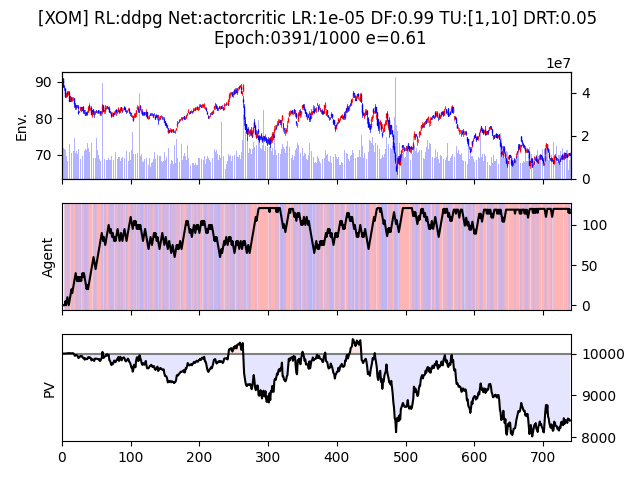 [XOM] RL:ddpg Net:actorcritic LR:1e-05 DF:0.99 TU:[1,10] DRT:0.05
Epoch:0391/1000 e=0.61
1e7
90
80
70
Env.
4
2
0
Agent
100
50
0
PV
10000
9000
8000
0 100 200 300 400 500 600 700